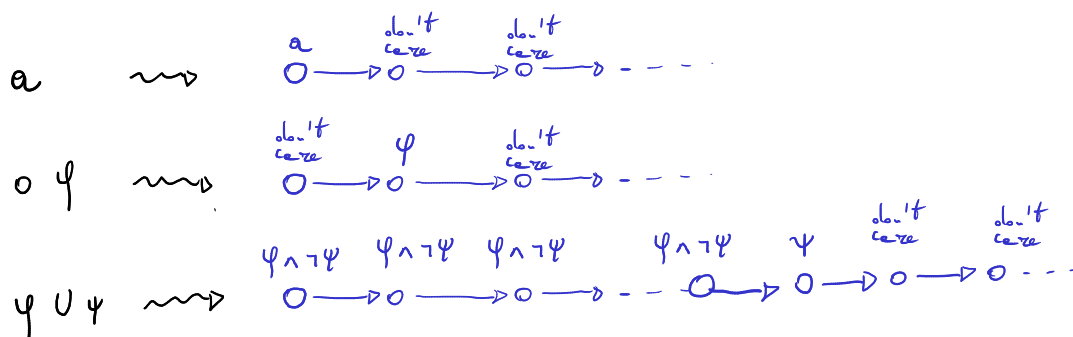 a don't don't
a ⇝ ○ → ○ care → ○ care → - - - -
don't φ don't
○ φ ⇝ ○ care → ○ → ○ care → - - - -
φ ∧ ¬ψ φ ∧ ¬ψ φ ∧ ¬ψ φ ∧ ¬ψ ψ don't care don't care
φ U ψ